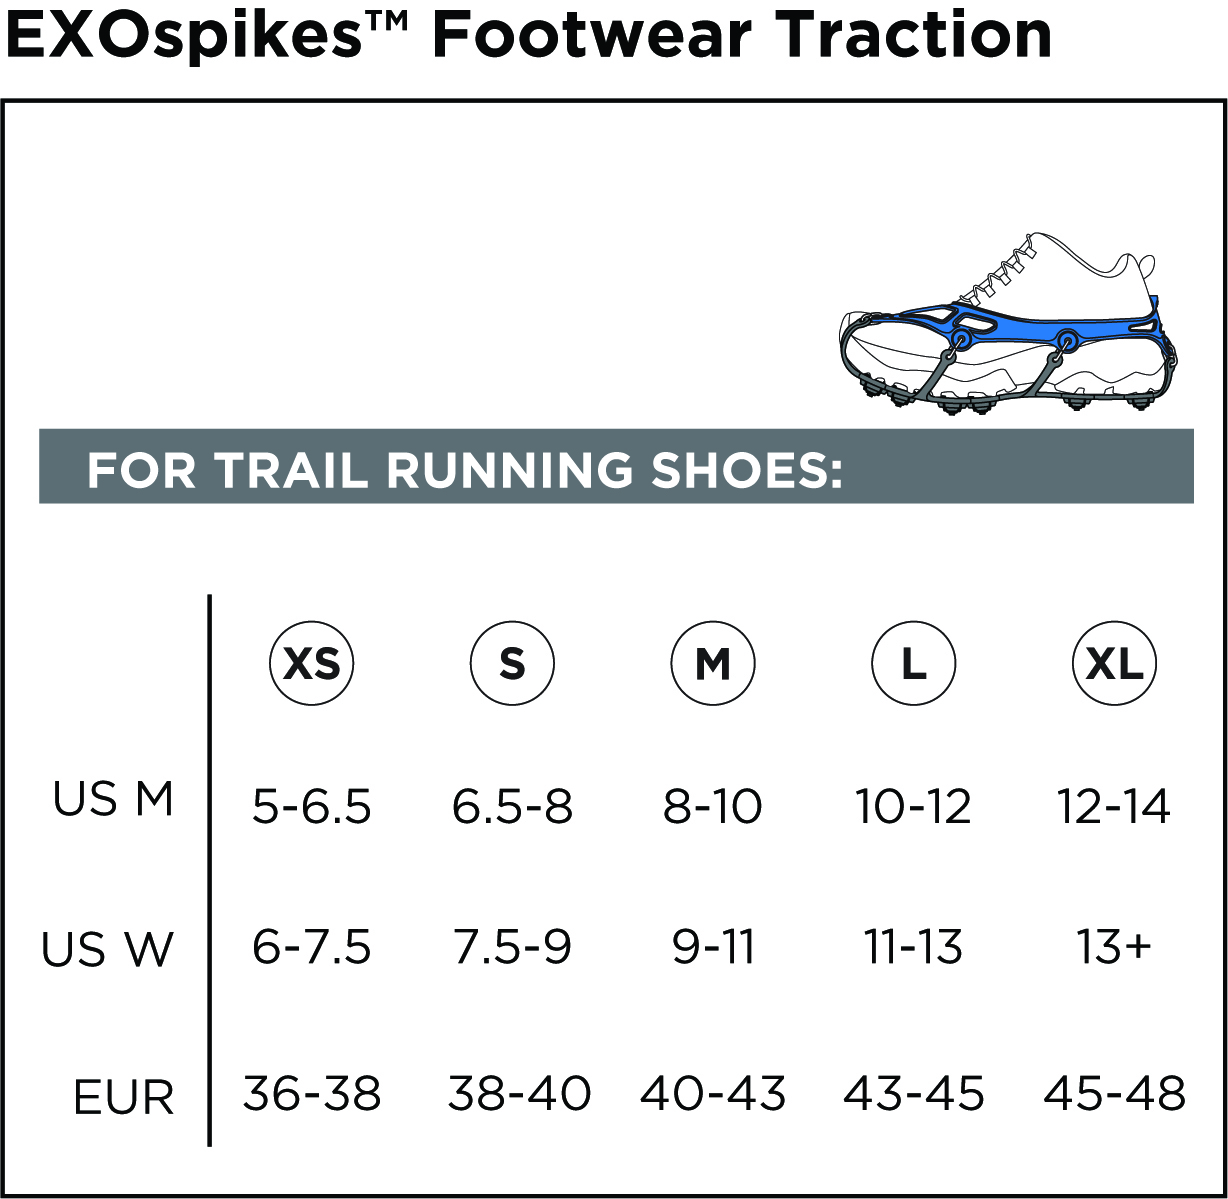 EXOspikes™ Footwear Traction
FOR TRAIL RUNNING SHOES:
XS S M L XL
US M 5-6.5 6.5-8 8-10 10-12 12-14
US W 6-7.5 7.5-9 9-11 11-13 13+
EUR 36-38 38-40 40-43 43-45 45-48